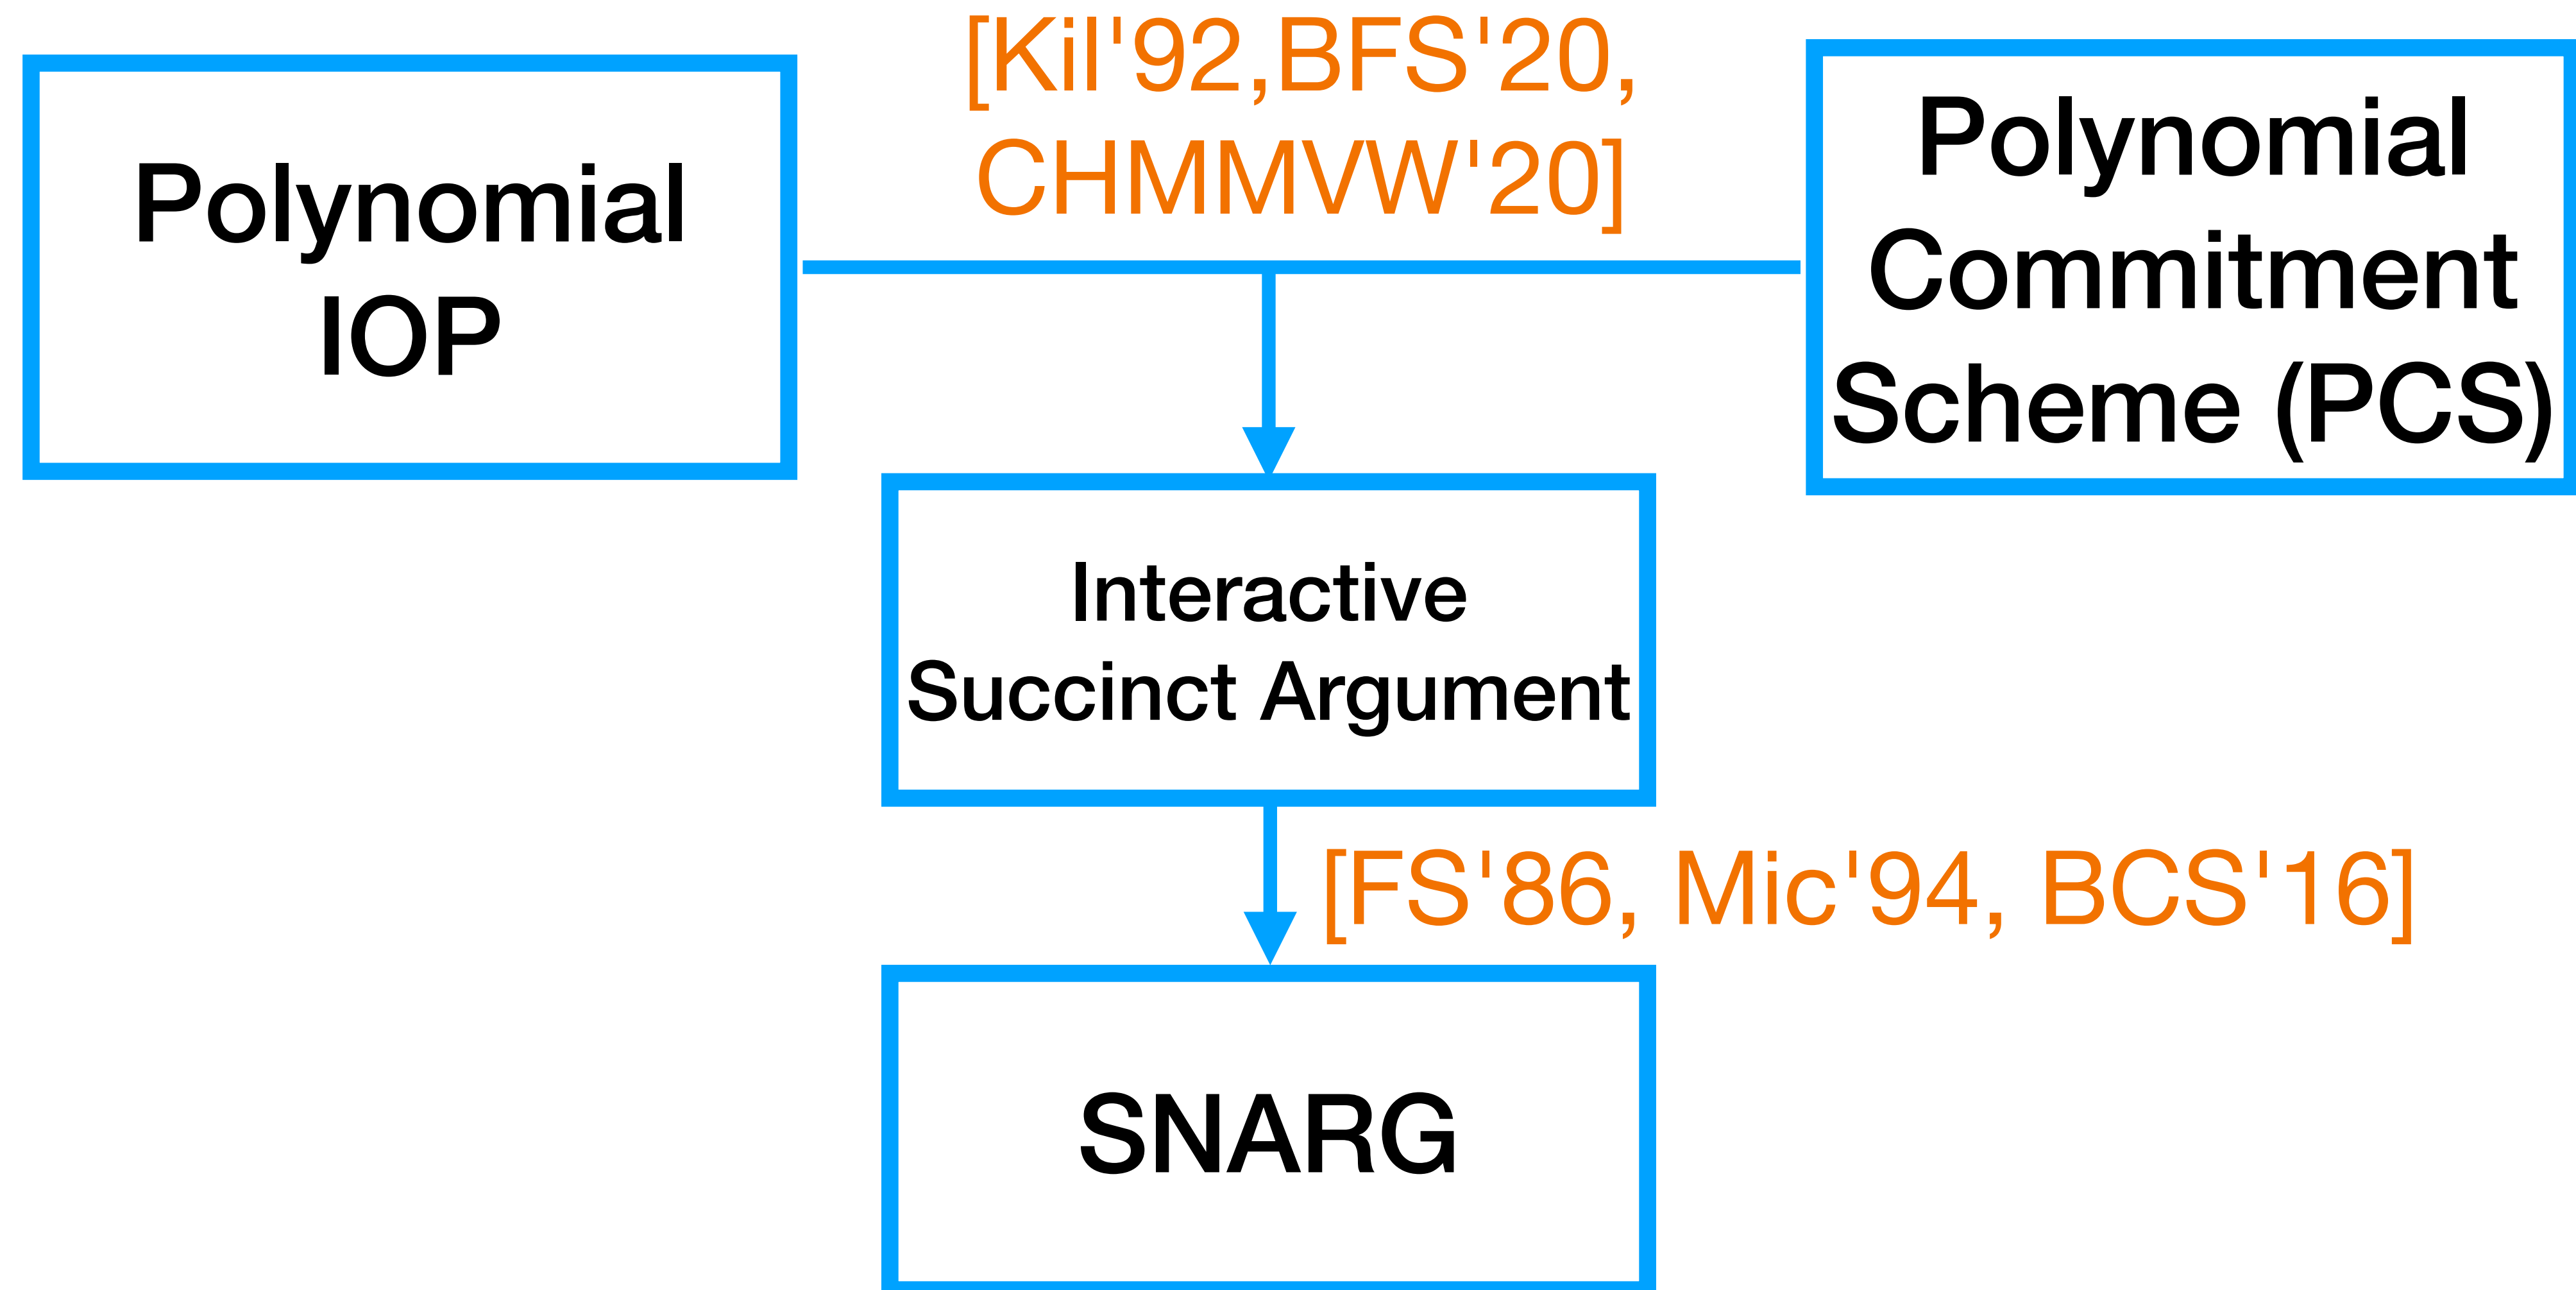 Polynomial
IOP
[Kil'92,BFS'20,
CHMMVW'20]
Polynomial
Commitment
Scheme (PCS)
Interactive
Succinct Argument
[FS'86, Mic'94, BCS'16]
SNARG